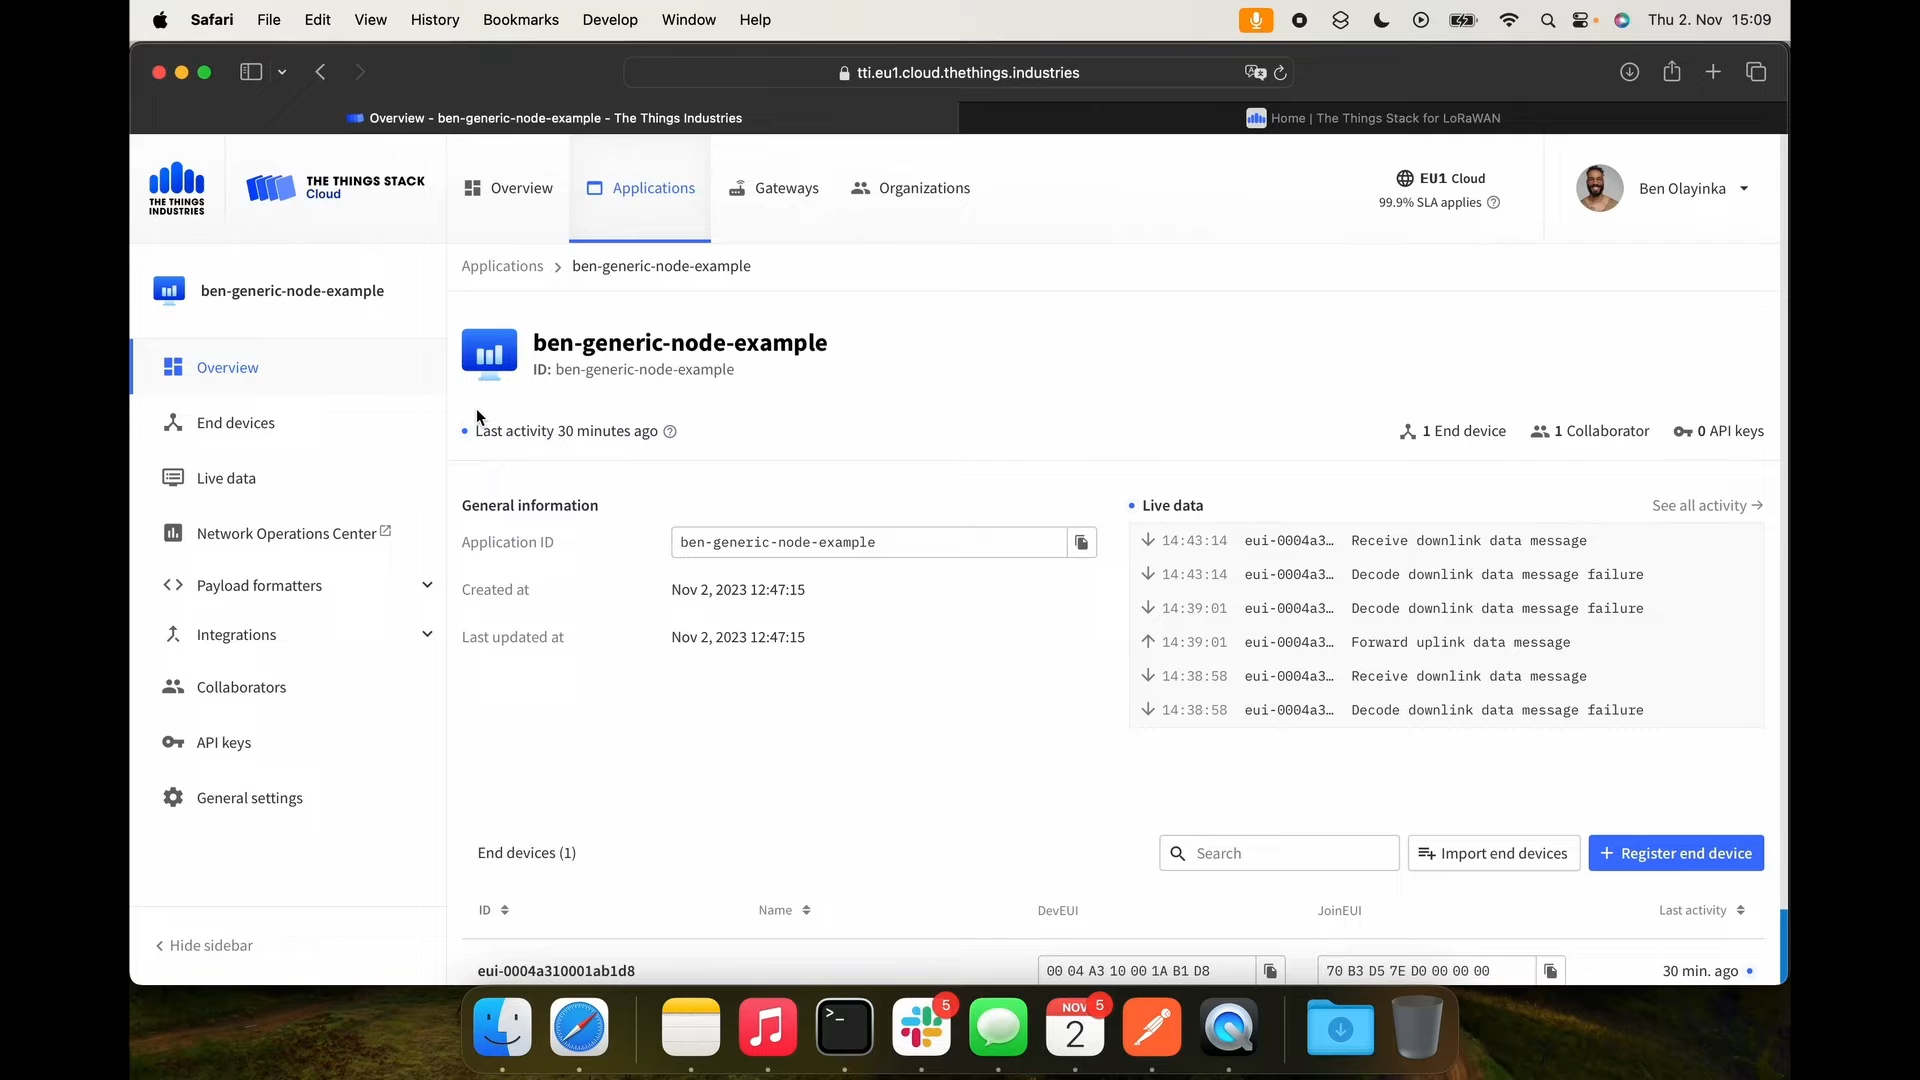 Safari File Edit View History Bookmarks Develop Window Help
Thu 2. Nov 15:09
tti.eu1.cloud.thethings.industries
Overview - ben-generic-node-example - The Things Industries
Home | The Things Stack for LoRaWAN
THE THINGS
INDUSTRIES
THE THINGS STACK
Cloud
Overview
Applications
Gateways
Organizations
EU1 Cloud
99.9% SLA applies
Ben Olayinka
ben-generic-node-example
Overview
End devices
Live data
Network Operations Center
Payload formatters
Integrations
Collaborators
API keys
General settings
< Hide sidebar
Applications > ben-generic-node-example
ben-generic-node-example
ID: ben-generic-node-example
Last activity 30 minutes ago
1 End device
1 Collaborator
0 API keys
General information
Application ID
ben-generic-node-example
Created at
Nov 2, 2023 12:47:15
Last updated at
Nov 2, 2023 12:47:15
Live data
See all activity →
↓ 14:43:14 eui-0004a3… Receive downlink data message
↓ 14:43:14 eui-0004a3… Decode downlink data message failure
↓ 14:39:01 eui-0004a3… Decode downlink data message failure
↑ 14:39:01 eui-0004a3… Forward uplink data message
↓ 14:38:58 eui-0004a3… Receive downlink data message
↓ 14:38:58 eui-0004a3… Decode downlink data message failure
End devices (1)
Search
Import end devices
+ Register end device
ID Name DevEUI JoinEUI Last activity
eui-0004a310001ab1d8
00 04 A3 10 00 1A B1 D8
70 B3 D5 7E D0 00 00 00
30 min. ago
>_
5
NOV
2
5